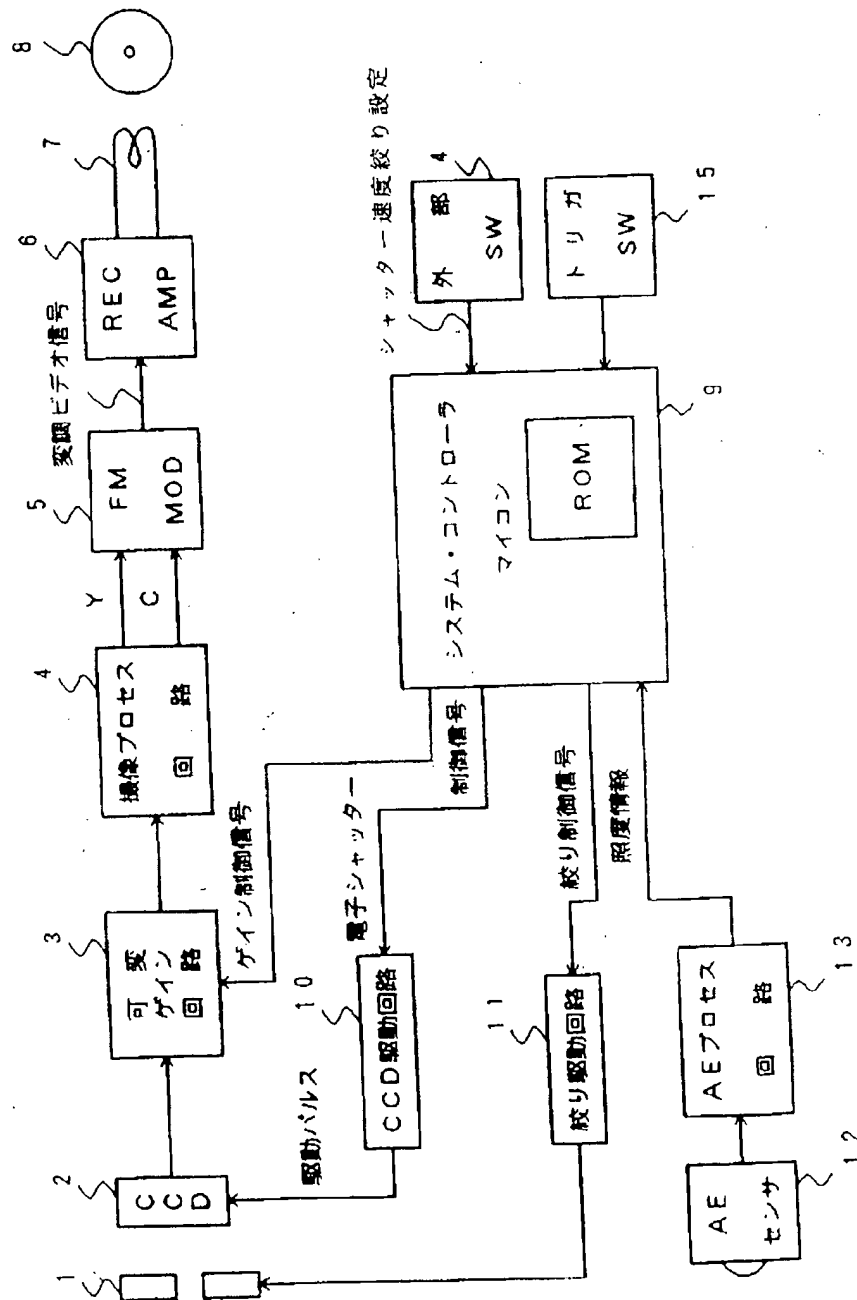 1
2
CCD
3
可変
ゲイン
回路
4
撮像プロセス
回路
Y
C
5
FM
MOD
変調ビデオ信号
6
REC
AMP
7
8
ゲイン制御信号
駆動パルス
10
CCD駆動回路
電子シャッター
制御信号
システム・コントローラ
マイコン
ROM
9
シャッター速度絞り設定
外部
SW
4
トリガ
SW
15
11
絞り駆動回路
絞り制御信号
照度情報
AE
センサ
12
AEプロセス
回路
13